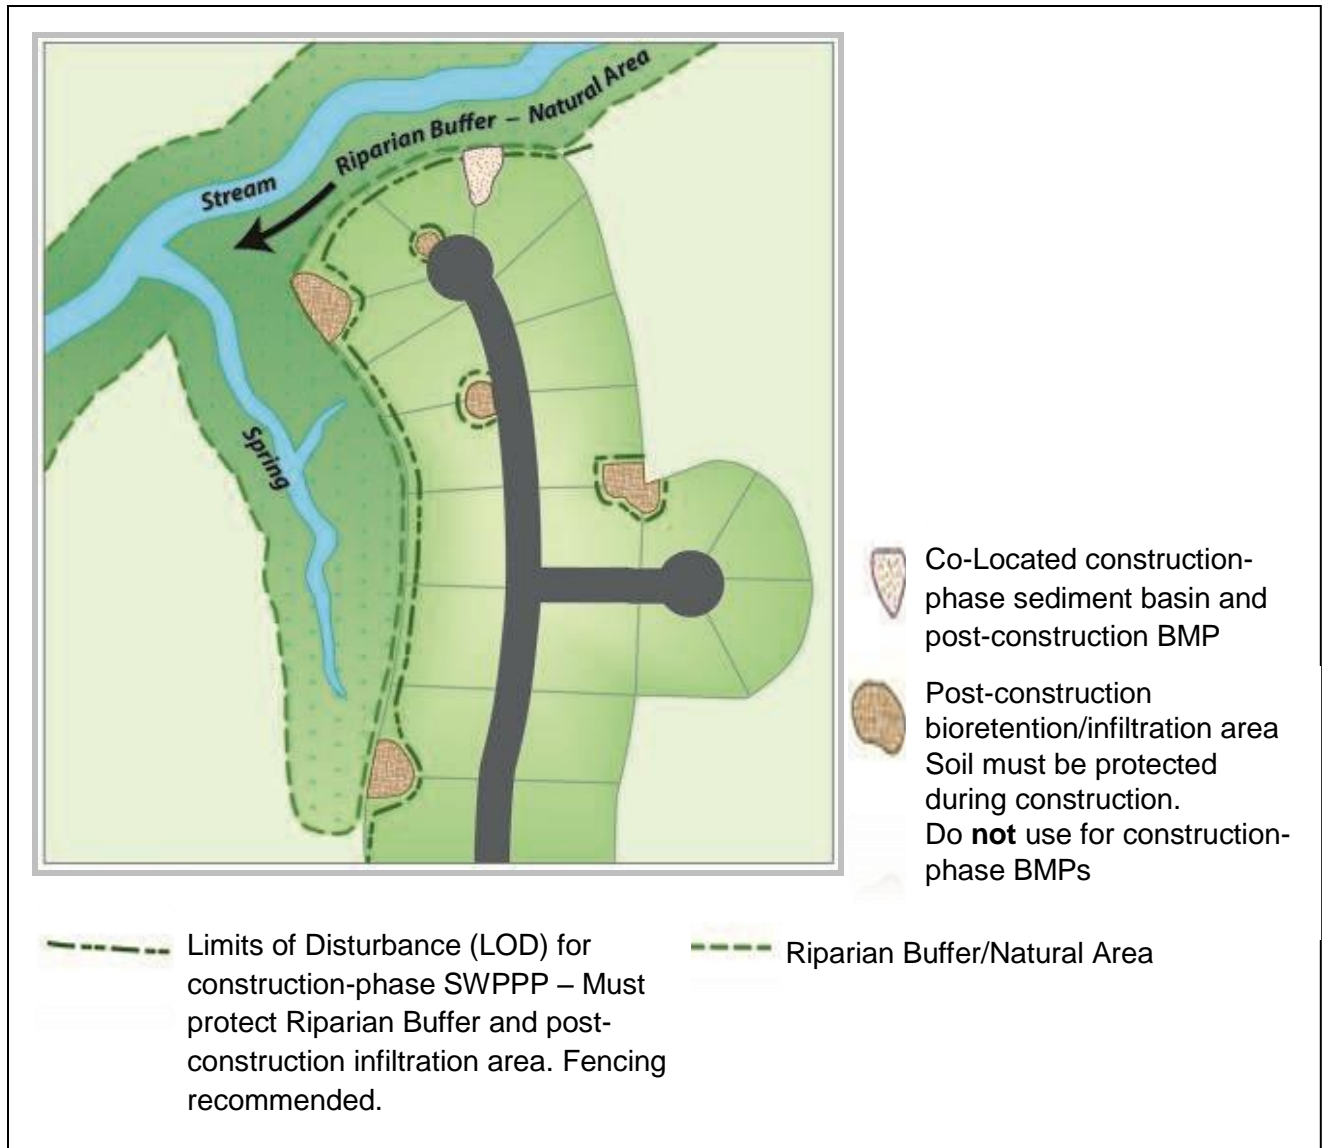 Riparian Buffer – Natural Area
Stream
Spring
Co-Located construction-
phase sediment basin and
post-construction BMP
Post-construction
bioretention/infiltration area
Soil must be protected
during construction.
Do not use for construction-
phase BMPs
Limits of Disturbance (LOD) for
construction-phase SWPPP – Must
protect Riparian Buffer and post-
construction infiltration area. Fencing
recommended.
Riparian Buffer/Natural Area